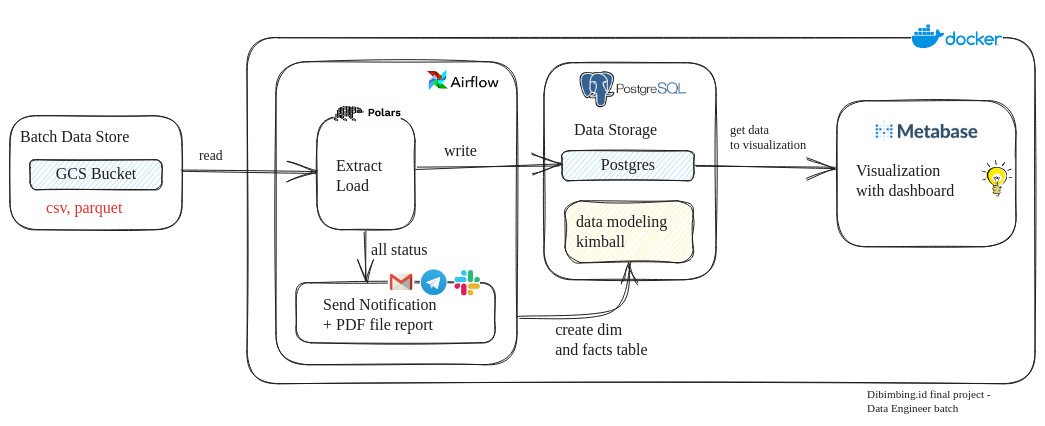 docker
Airflow
PostgreSQL
Polars
Batch Data Store
GCS Bucket
csv, parquet
read
Extract
Load
write
Data Storage
Postgres
get data
to visualization
Metabase
Visualization
with dashboard
data modeling
kimball
all status
Send Notification
+ PDF file report
create dim
and facts table
Dibimbing.id final project -
Data Engineer batch